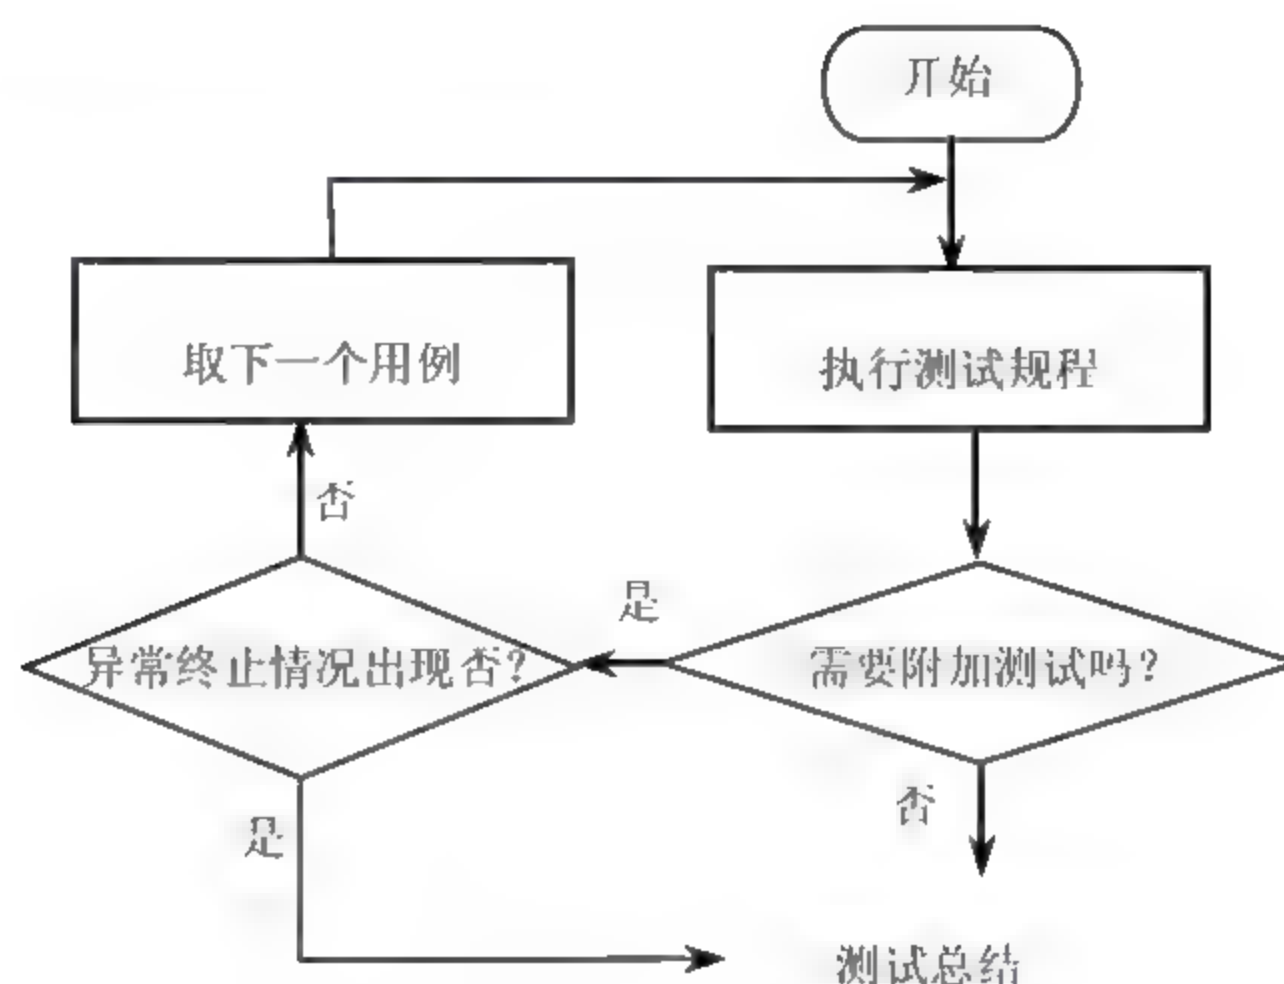 开始
取下一个用例
执行测试规程
否
是
异常终止情况出现否?
需要附加测试吗?
否
是
测试总结